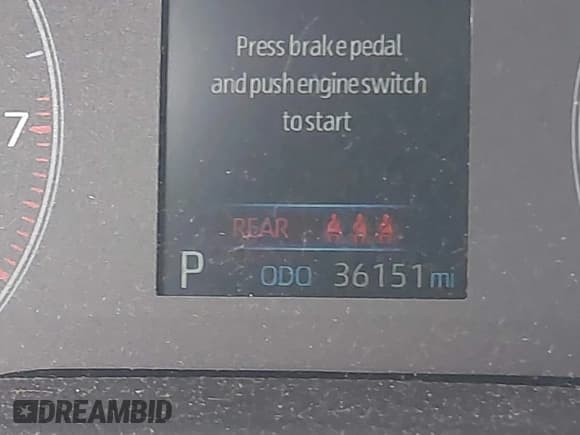 Press brake pedal
and push engine switch
to start
7
REAR
P ODO 36151 mi
DREAMBID